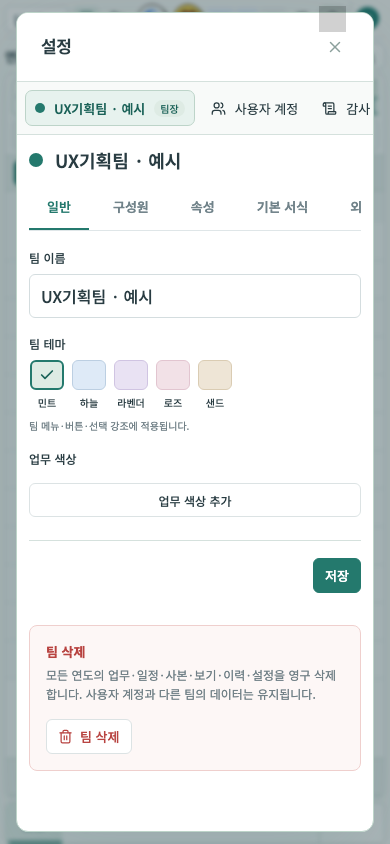 설정
UX기획팀 · 예시 팀장 사용자 계정 감사
UX기획팀 · 예시
일반 구성원 속성 기본 서식 외
팀 이름
UX기획팀 · 예시
팀 테마
민트 하늘 라벤더 로즈 샌드
팀 메뉴·버튼·선택 강조에 적용됩니다.
업무 색상
업무 색상 추가
저장
팀 삭제
모든 연도의 업무·일정·사본·보기·이력·설정을 영구 삭제
합니다. 사용자 계정과 다른 팀의 데이터는 유지됩니다.
팀 삭제